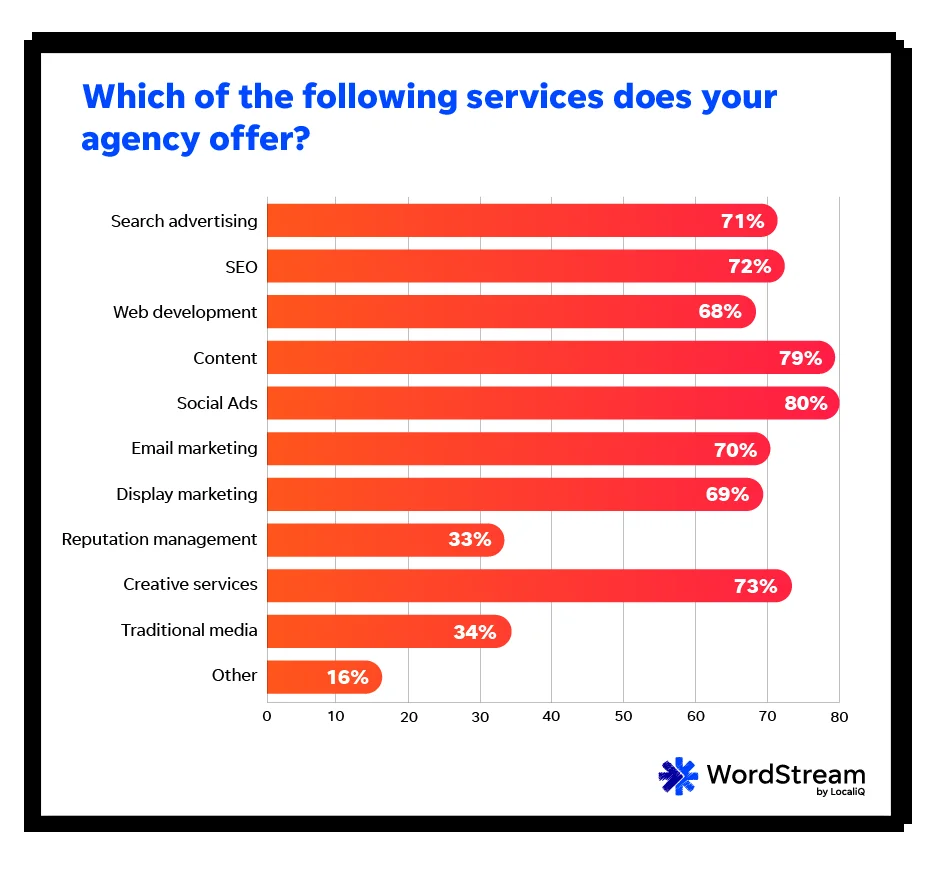 Which of the following services does your
agency offer?
Search advertising 71%
SEO 72%
Web development 68%
Content 79%
Social Ads 80%
Email marketing 70%
Display marketing 69%
Reputation management 33%
Creative services 73%
Traditional media 34%
Other 16%
0 10 20 30 40 50 60 70 80
WordStream
by LocaliQ